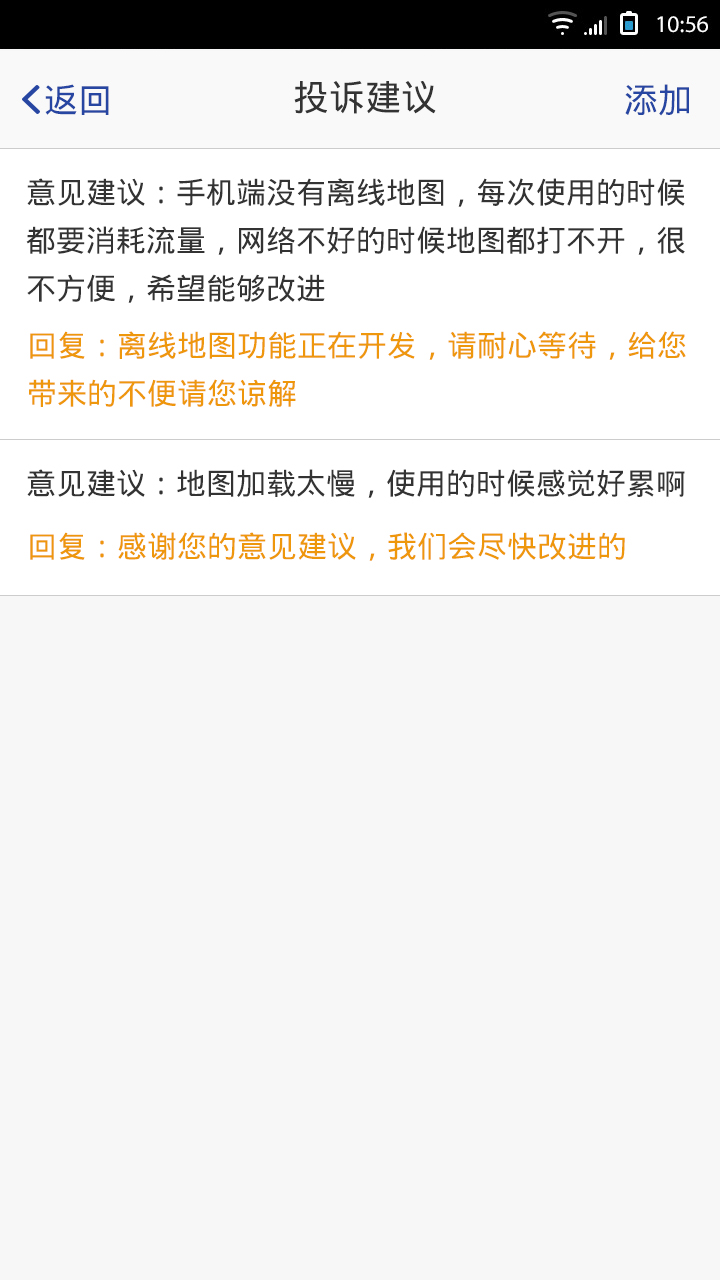 10:56
返回
投诉建议
添加
意见建议：手机端没有离线地图，每次使用的时候
都要消耗流量，网络不好的时候地图都打不开，很
不方便，希望能够改进
回复：离线地图功能正在开发，请耐心等待，给您
带来的不便请您谅解
意见建议：地图加载太慢，使用的时候感觉好累啊
回复：感谢您的意见建议，我们会尽快改进的